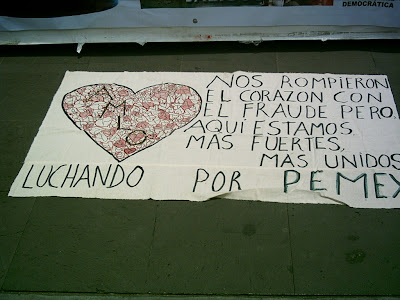 DEMOCRÁTICA
AMLO
NOS ROMPIERON
EL CORAZON CON
EL FRAUDE PERO
AQUI ESTAMOS
MAS FUERTES,
MAS UNIDOS
LUCHANDO POR PEMEX